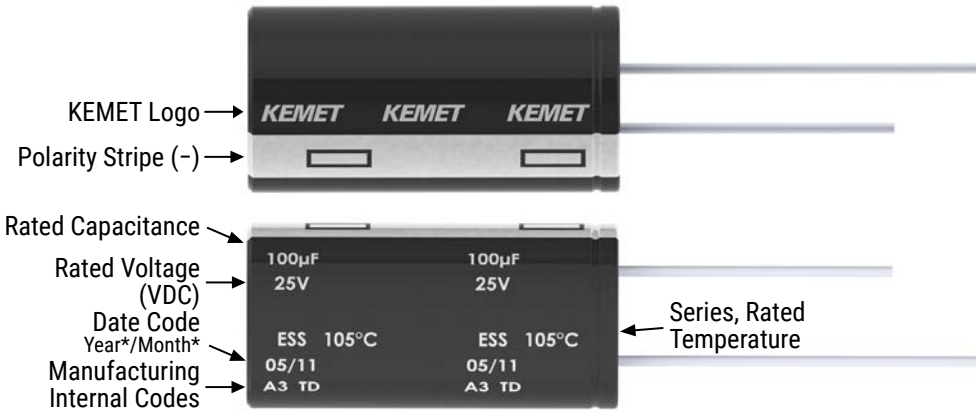 KEMET Logo
KEMET KEMET KEMET
Polarity Stripe (−)
Rated Capacitance
100µF 100µF
Rated Voltage
(VDC)
25V 25V
Date Code
Year*/Month*
ESS 105°C ESS 105°C
Series, Rated
Temperature
05/11 05/11
Manufacturing
Internal Codes
A3 TD A3 TD